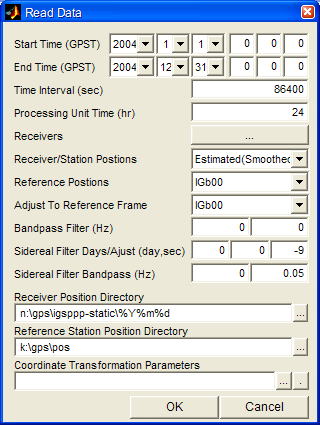 Read Data
Start Time (GPST) 2004 1 1 0 0 0
End Time (GPST) 2004 12 31 0 0 0
Time Interval (sec) 86400
Processing Unit Time (hr) 24
Receivers ...
Receiver/Station Postions Estimated(Smoothed
Reference Postions IGb00
Adjust To Reference Frame IGb00
Bandpass Filter (Hz) 0 0
Sidereal Filter Days/Ajust (day,sec) 0 0 -9
Sidereal Filter Bandpass (Hz) 0 0.05
Receiver Position Directory
n:\gps\igsppp-static\%Y%m%d ...
Reference Station Position Directory
k:\gps\pos ...
Coordinate Transformation Parameters
... .
OK Cancel